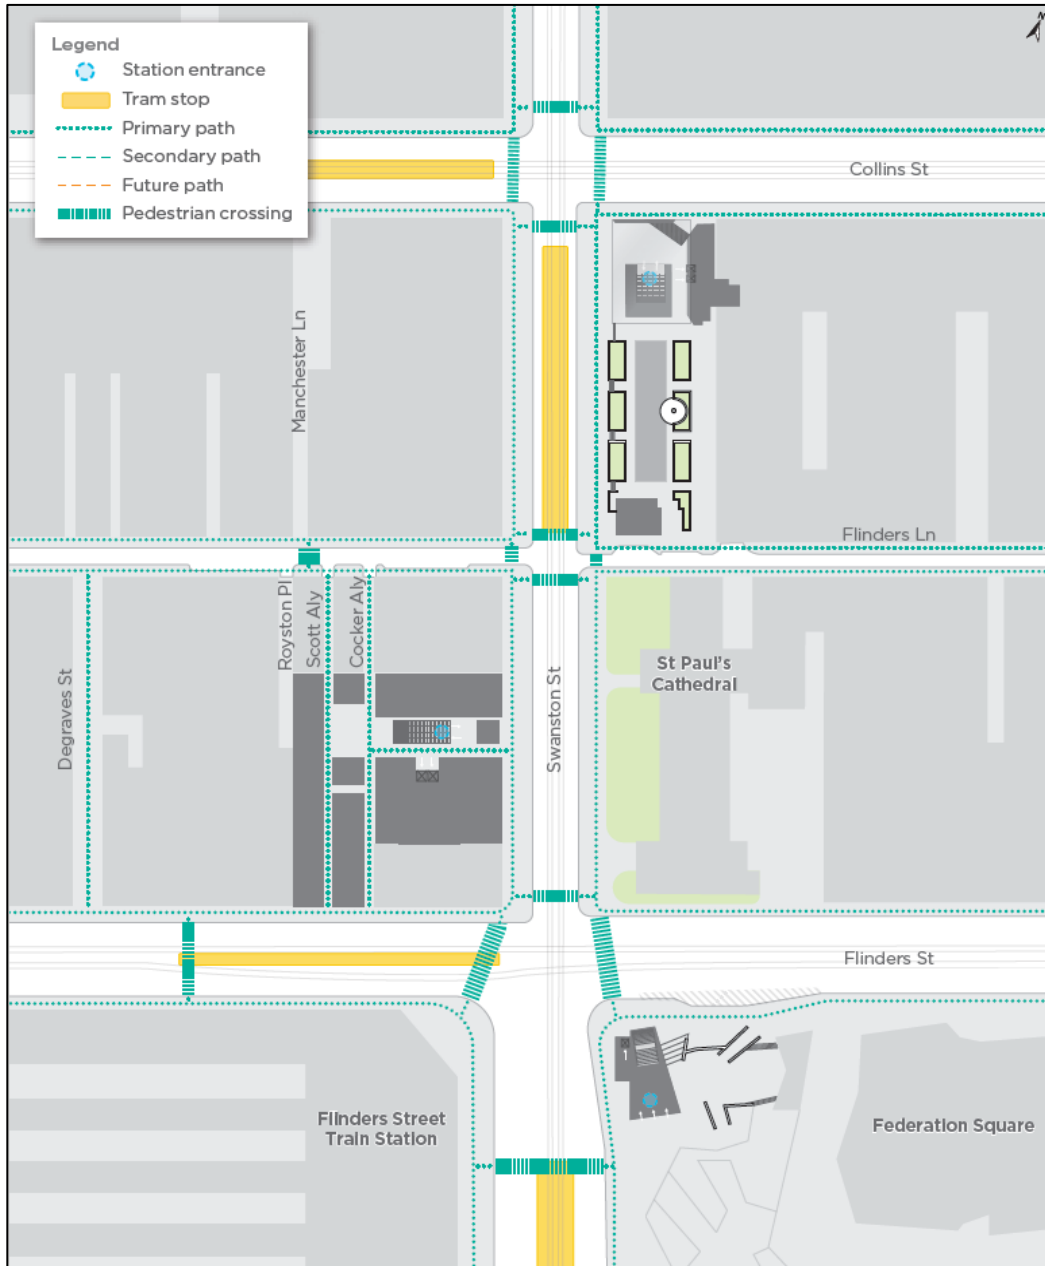 N
Legend
Station entrance
Tram stop
Primary path
Secondary path
Future path
Pedestrian crossing
Collins St
Manchester Ln
Flinders Ln
Royston Pl
Scott Aly
Cocker Aly
Degraves St
Swanston St
St Paul's
Cathedral
Flinders St
Flinders Street
Train Station
Federation Square